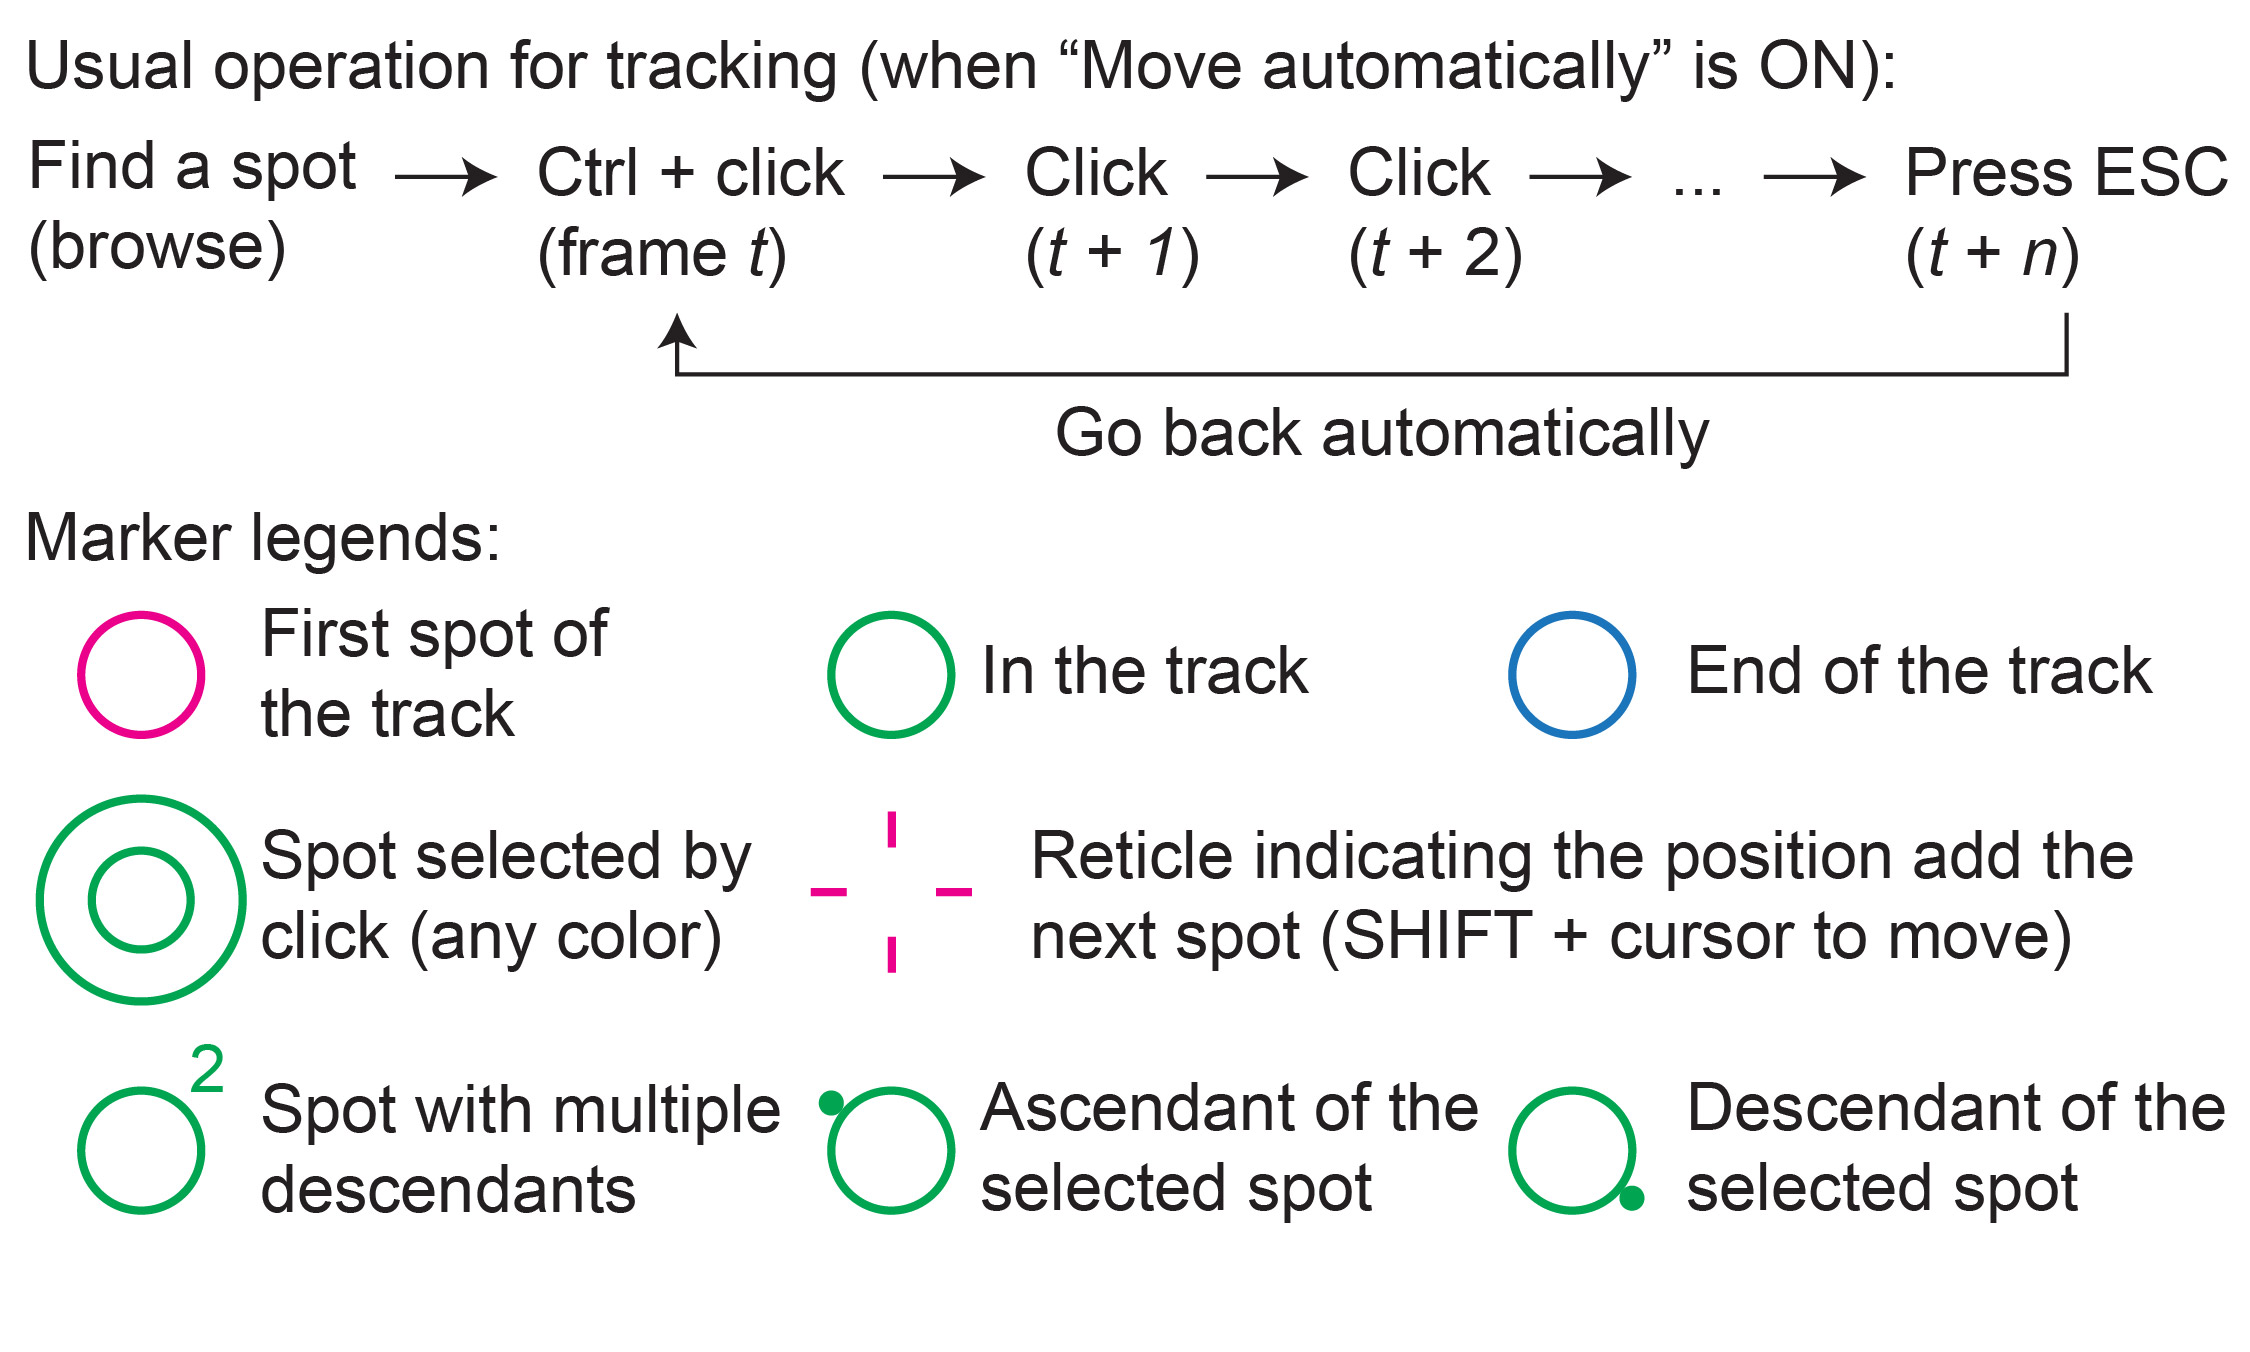 Usual operation for tracking (when “Move automatically” is ON):
Find a spot → Ctrl + click → Click → Click → ... → Press ESC
(browse) (frame t) (t + 1) (t + 2) (t + n)
Go back automatically
Marker legends:
First spot of
the track
In the track
End of the track
Spot selected by
click (any color)
Reticle indicating the position add the
next spot (SHIFT + cursor to move)
2
Spot with multiple
descendants
Ascendant of the
selected spot
Descendant of the
selected spot